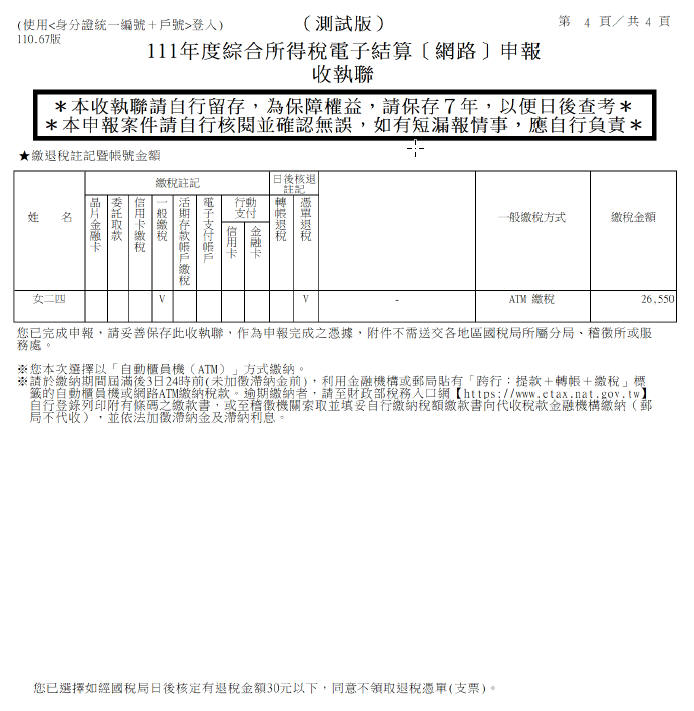 (使用<身分證統一編號＋戶號>登入)
110.67版
（測試版）
第 4 頁／共 4 頁
111年度綜合所得稅電子結算〔網路〕申報
收執聯
＊本收執聯請自行留存，為保障權益，請保存７年，以便日後查考＊
＊本申報案件請自行核閱並確認無誤，如有短漏報情事，應自行負責＊
★繳退稅註記暨帳號金額
姓 名
繳稅註記
晶片金融卡
委託取款
信用卡繳稅
一般繳稅
活期存款帳戶繳稅
電子支付帳戶
行動支付
信用卡
金融卡
日後核退註記
轉帳退稅
憑單退稅
一般繳稅方式
繳稅金額
女二四 V V - ATM 繳稅 26,550
您已完成申報，請妥善保存此收執聯，作為申報完成之憑據，附件不需送交各地區國稅局所屬分局、稽徵所或服
務處。
※您本次選擇以「自動櫃員機（ATM）」方式繳納。
※請於繳納期間屆滿後3日24時前(未加徵滯納金前)，利用金融機構或郵局貼有「跨行：提款＋轉帳＋繳稅」標
籤的自動櫃員機或網路ATM繳納稅款。逾期繳納者，請至財政部稅務入口網【https://www.etax.nat.gov.tw】
自行登錄列印附有條碼之繳款書，或至稽徵機關索取並填妥自行繳納稅額繳款書向代收稅款金融機構繳納（郵
局不代收），並依法加徵滯納金及滯納利息。
您已選擇如經國稅局日後核定有退稅金額30元以下，同意不領取退稅憑單(支票)。